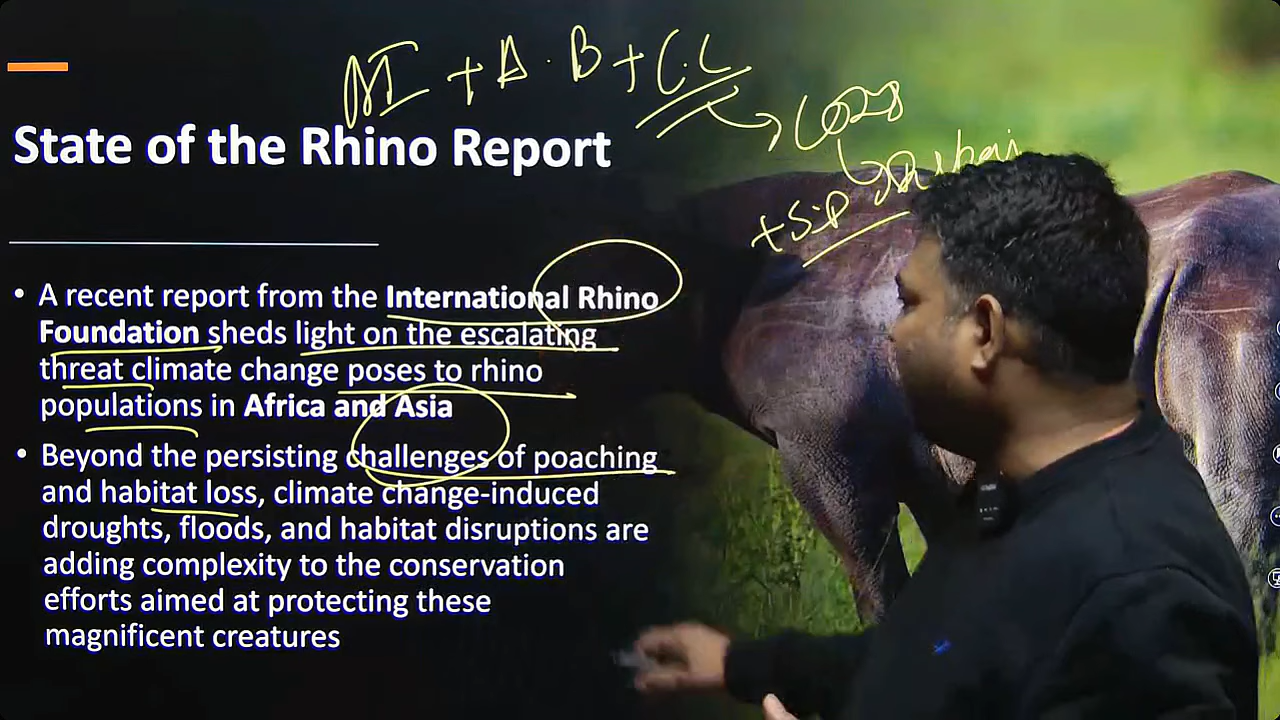 + A.B + C.C
State of the Rhino Report
+ SIP
• A recent report from the International Rhino
Foundation sheds light on the escalating
threat climate change poses to rhino
populations in Africa and Asia
• Beyond the persisting challenges of poaching
and habitat loss, climate change-induced
droughts, floods, and habitat disruptions are
adding complexity to the conservation
efforts aimed at protecting these
magnificent creatures